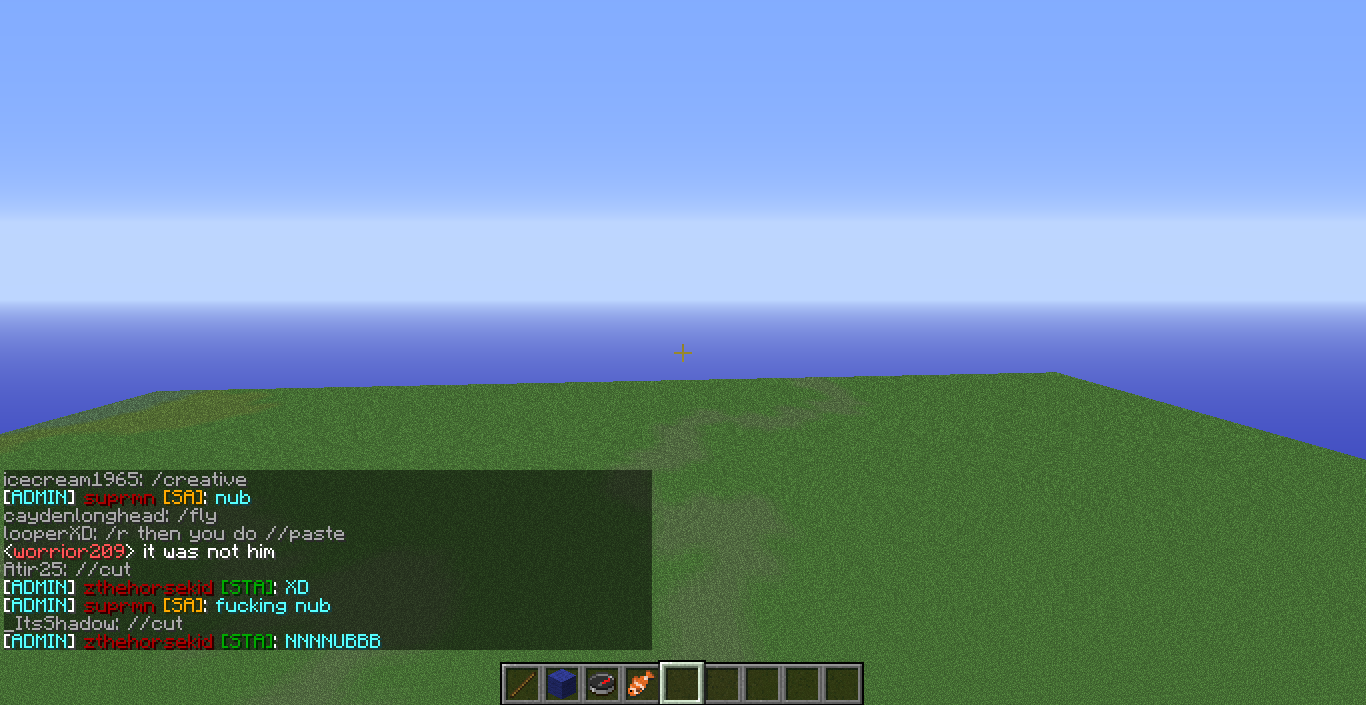 icecream1965: /creative
[ADMIN] suprmn [SA]: nub
caydenlonghead: /fly
looperXD: /r then you do //paste
<worrior209> it was not him
Atir25: //cut
[ADMIN] zthehorsekid [STA]: XD
[ADMIN] suprmn [SA]: fucking nub
_ItsShadow: //cut
[ADMIN] zthehorsekid [STA]: NNNNUBBB